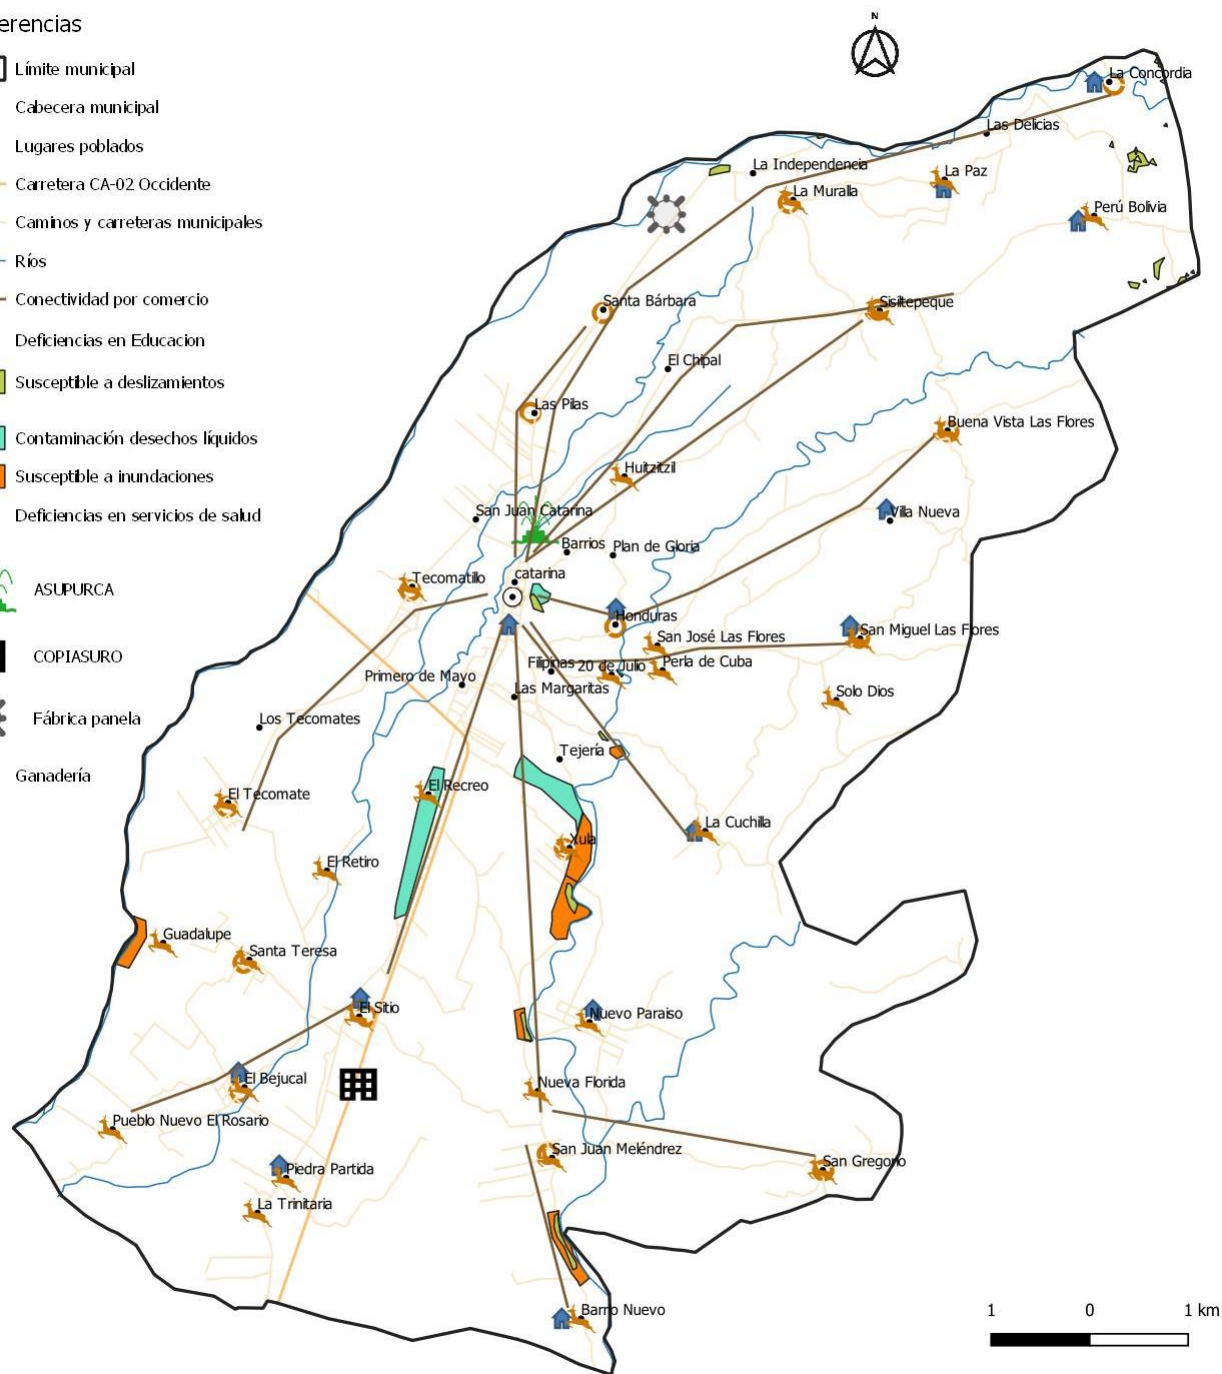 erencias
Límite municipal
Cabecera municipal
Lugares poblados
Carretera CA-02 Occidente
Caminos y carreteras municipales
Ríos
Conectividad por comercio
Deficiencias en Educacion
Susceptible a deslizamientos
Contaminación desechos líquidos
Susceptible a inundaciones
Deficiencias en servicios de salud
ASUPURCA
COPIASURO
Fábrica panela
Ganadería
N
La Concordia
Las Delicias
La Independencia
La Paz
La Muralla
Perú Bolivia
Santa Bárbara
Sisiltepeque
El Chipal
Las Pilas
Buena Vista Las Flores
Huitzitzil
San Juan Catarina
Villa Nueva
Barrios
Plan de Gloria
Tecomatillo
catarina
Honduras
San José Las Flores
San Miguel Las Flores
Filipinas
20 de Julio
Perla de Cuba
Primero de Mayo
Las Margaritas
Solo Dios
Los Tecomates
Tejería
El Tecomate
El Recreo
La Cuchilla
Xula
El Retiro
Guadalupe
Santa Teresa
El Sitio
Nuevo Paraiso
El Bejucal
Nueva Florida
Pueblo Nuevo El Rosario
San Juan Meléndrez
Piedra Partida
San Gregorio
La Trinitaria
Barrio Nuevo
1 0 1 km